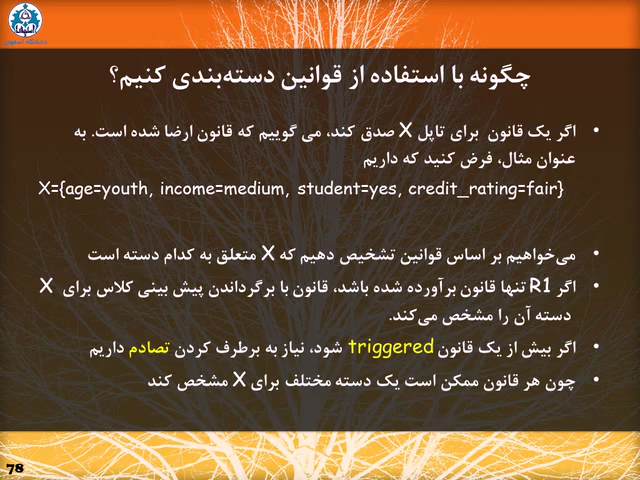 دانشگاه اصفهان
چگونه با استفاده از قوانین دسته‌بندی کنیم؟
• اگر یک قانون برای تاپل X صدق کند، می گوییم که قانون ارضا شده است. به
عنوان مثال، فرض کنید که داریم
X={age=youth, income=medium, student=yes, credit_rating=fair}
• می‌خواهیم بر اساس قوانین تشخیص دهیم که X متعلق به کدام دسته است
• اگر R1 تنها قانون برآورده شده باشد، قانون با برگرداندن پیش بینی کلاس برای X
دسته آن را مشخص می‌کند.
• اگر بیش از یک قانون triggered شود، نیاز به برطرف کردن تصادم داریم
• چون هر قانون ممکن است یک دسته مختلف برای X مشخص کند
78